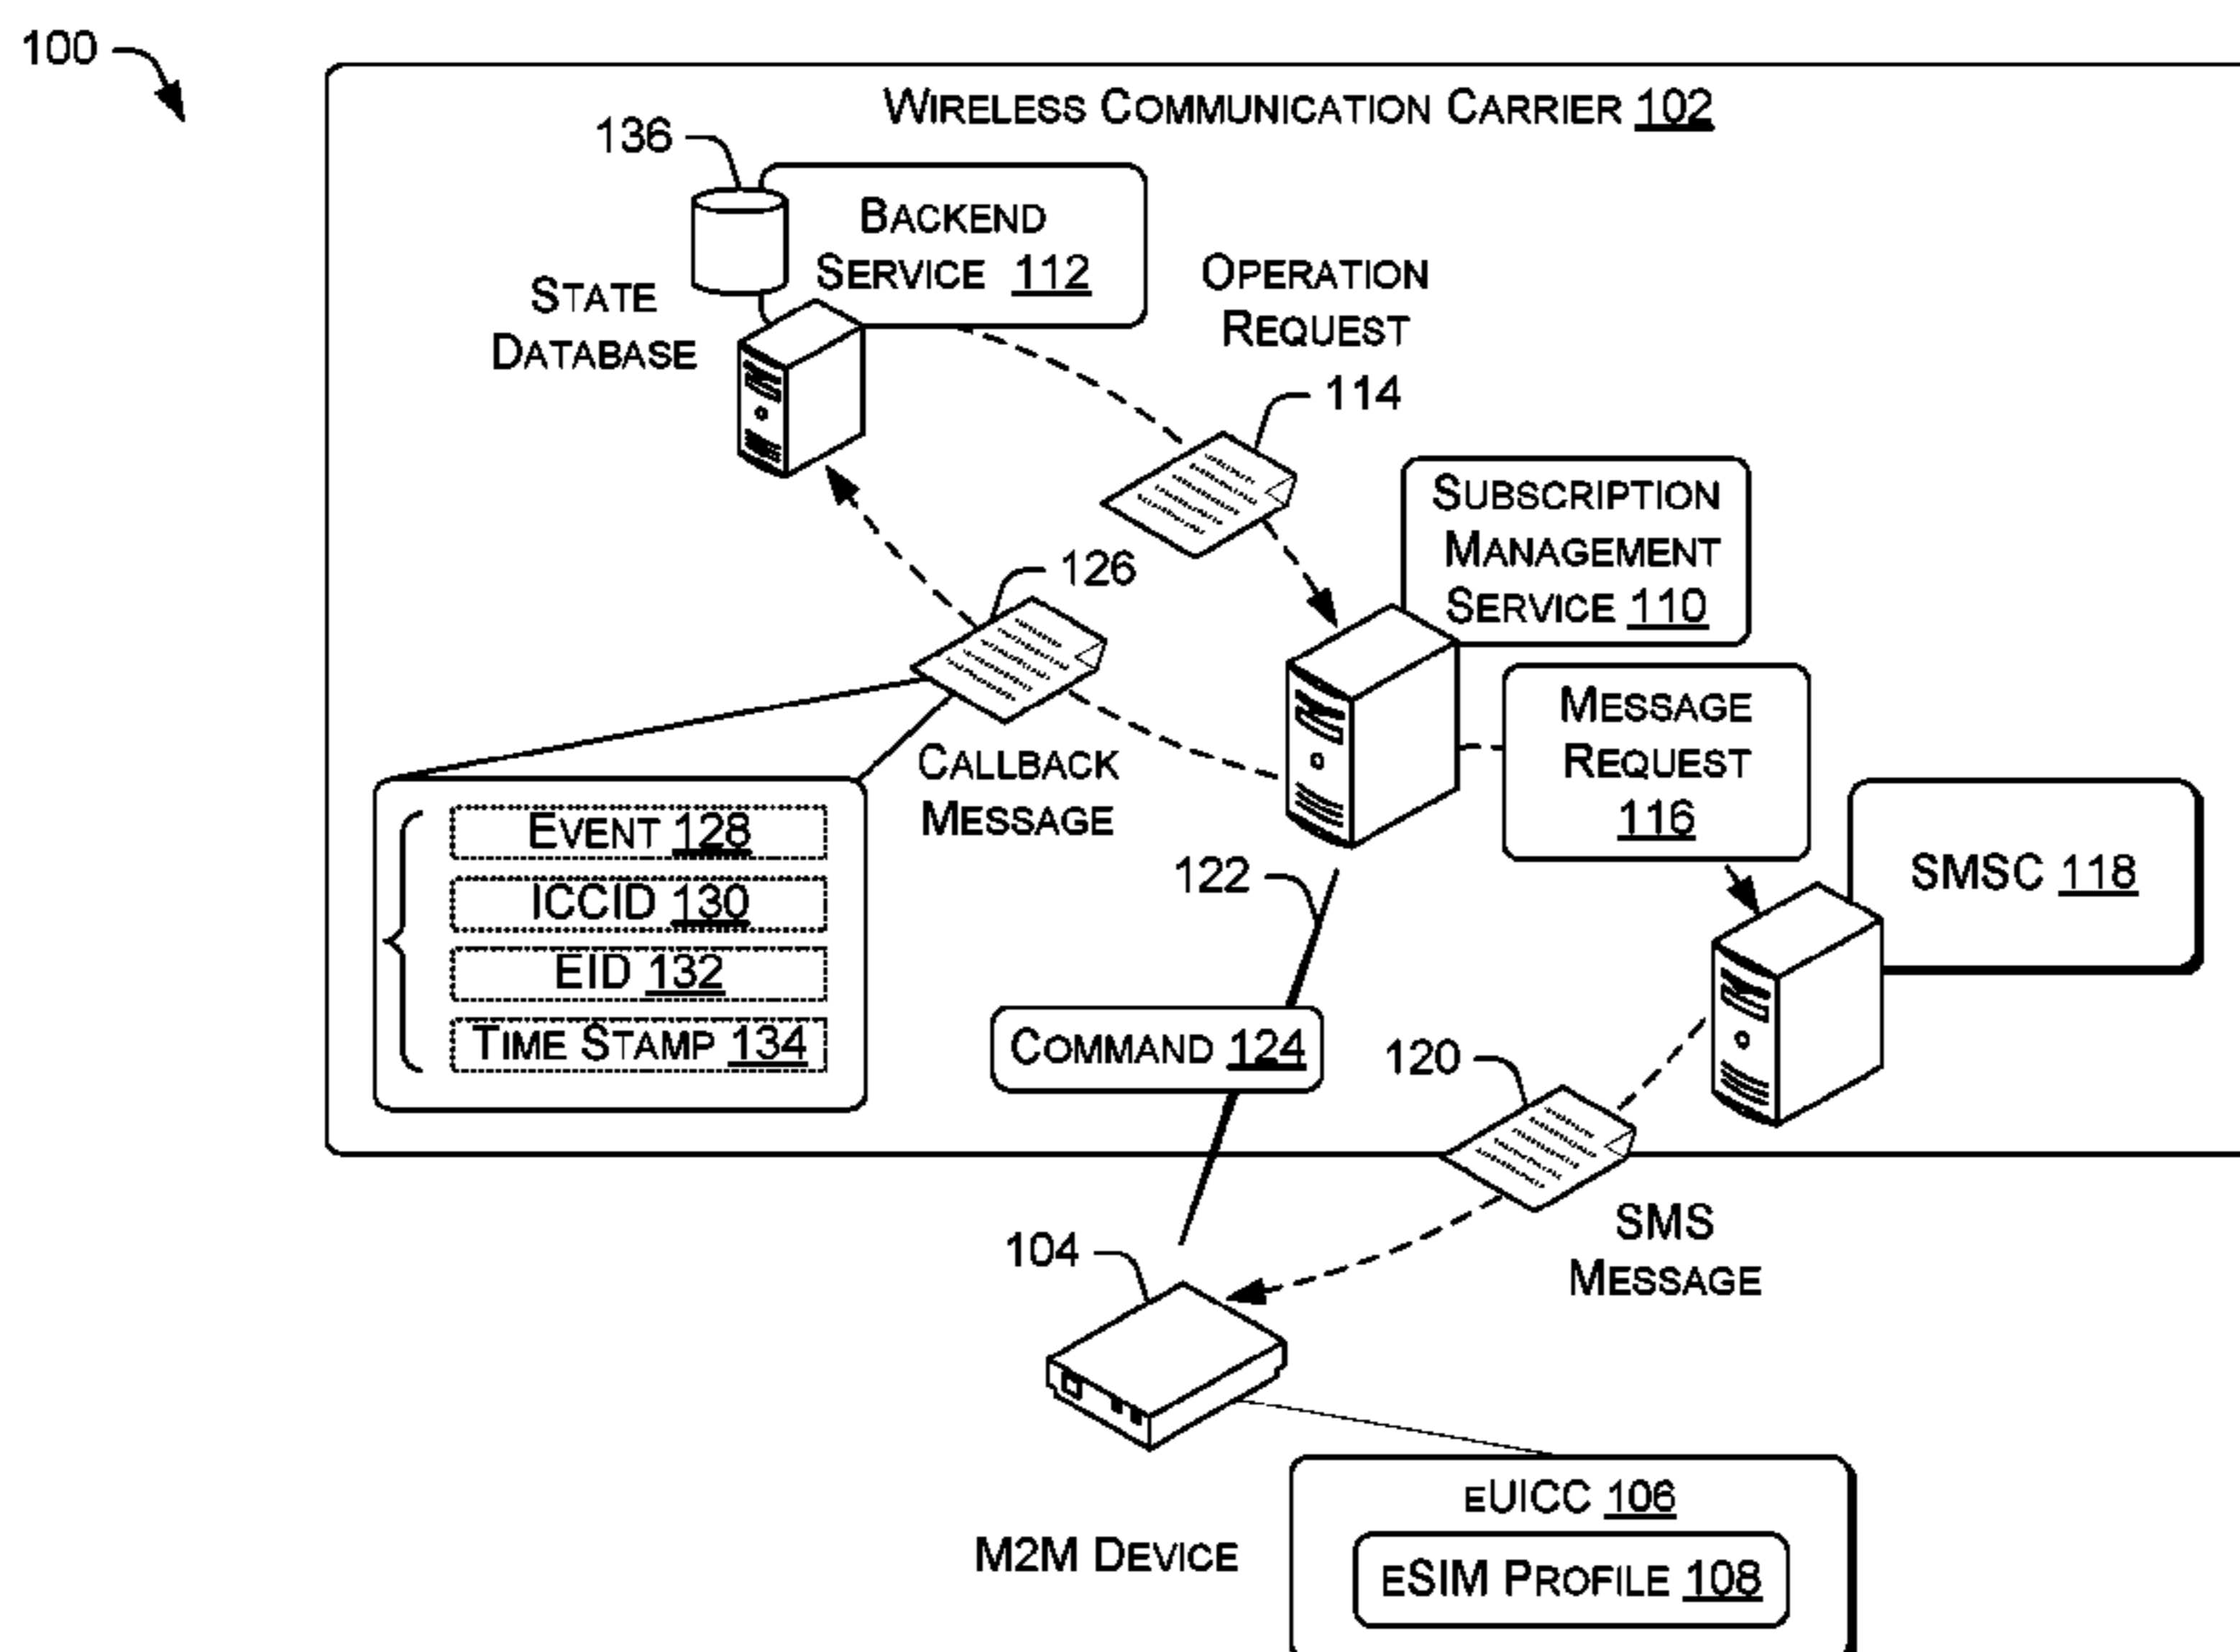 100
WIRELESS COMMUNICATION CARRIER 102
136
BACKEND
SERVICE 112
STATE
DATABASE
OPERATION
REQUEST
114
SUBSCRIPTION
MANAGEMENT
SERVICE 110
126
CALLBACK
MESSAGE
MESSAGE
REQUEST
116
SMSC 118
EVENT 128
ICCID 130
EID 132
TIME STAMP 134
122
COMMAND 124
120
SMS
MESSAGE
104
M2M DEVICE
EUICC 106
ESIM PROFILE 108